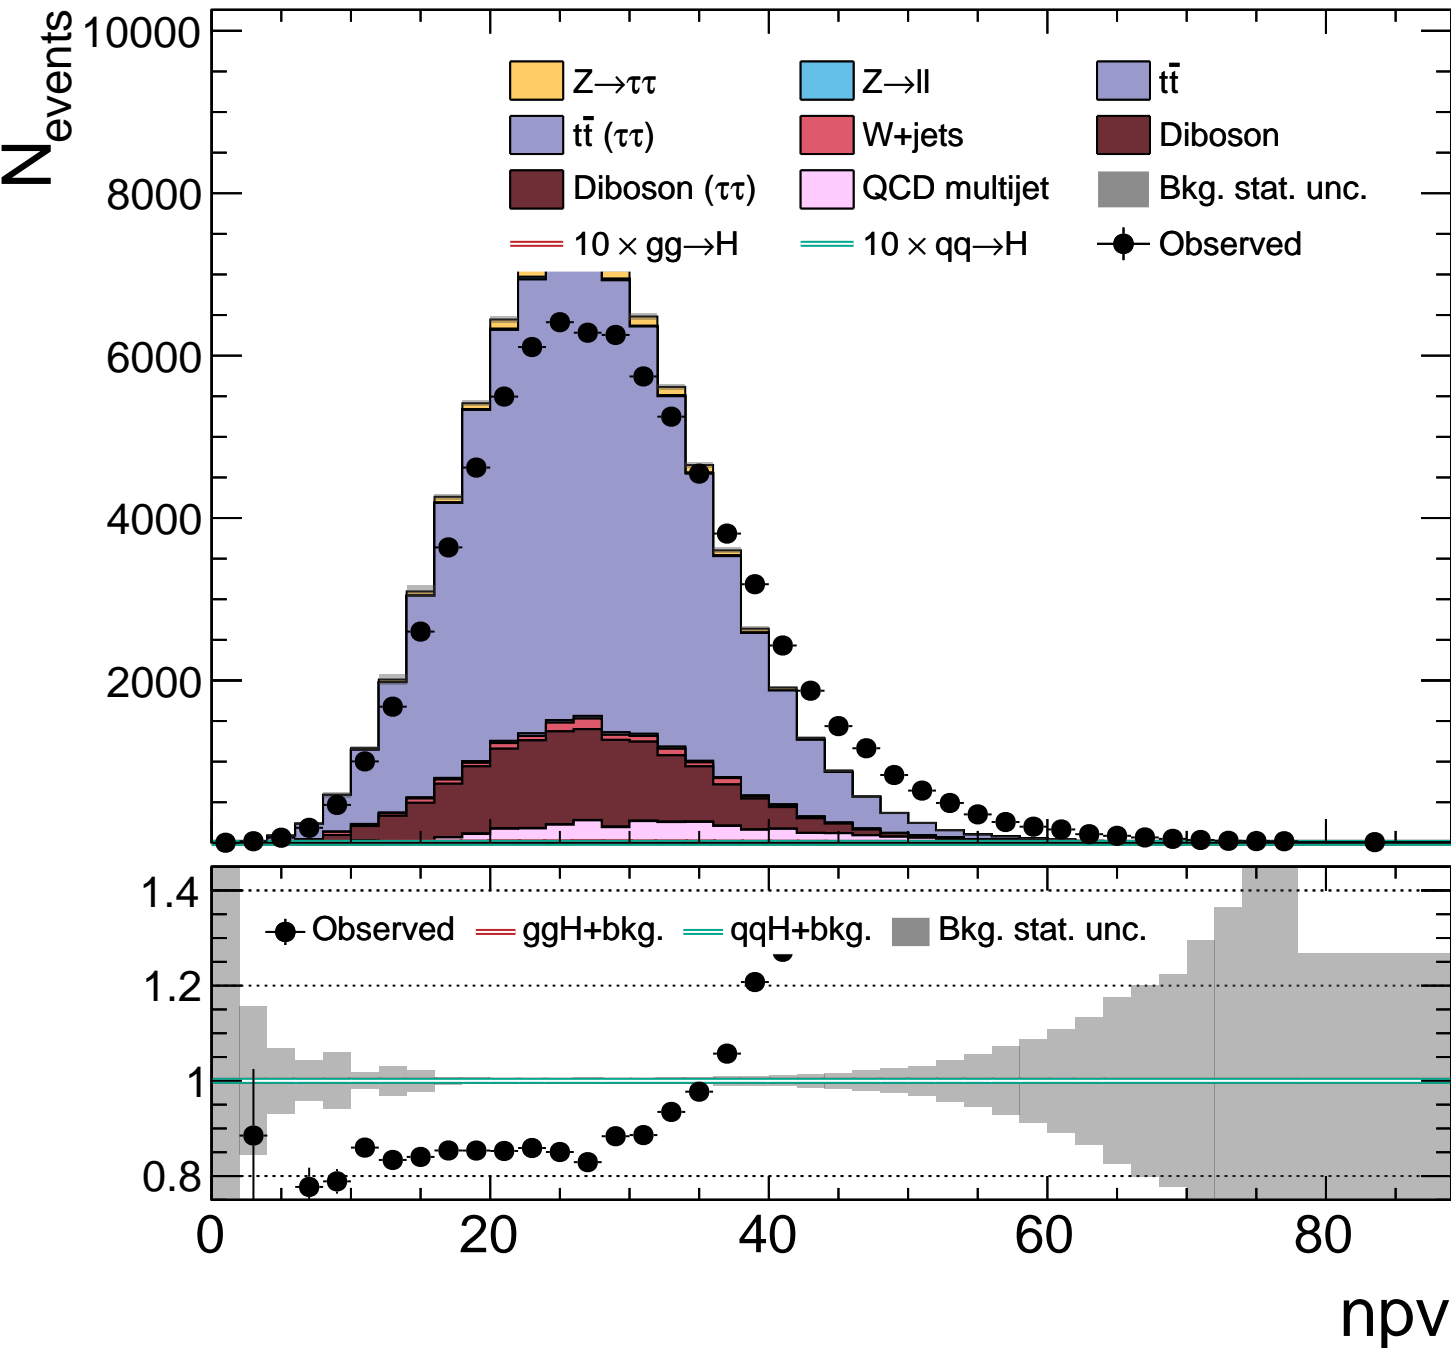 N_events
10000
8000
6000
4000
2000
Z→ττ Z→ll tt̄
tt̄ (ττ) W+jets Diboson
Diboson (ττ) QCD multijet Bkg. stat. unc.
10 × gg→H 10 × qq→H Observed
1.4
1.2
1
0.8
Observed ggH+bkg. qqH+bkg. Bkg. stat. unc.
0 20 40 60 80
npv